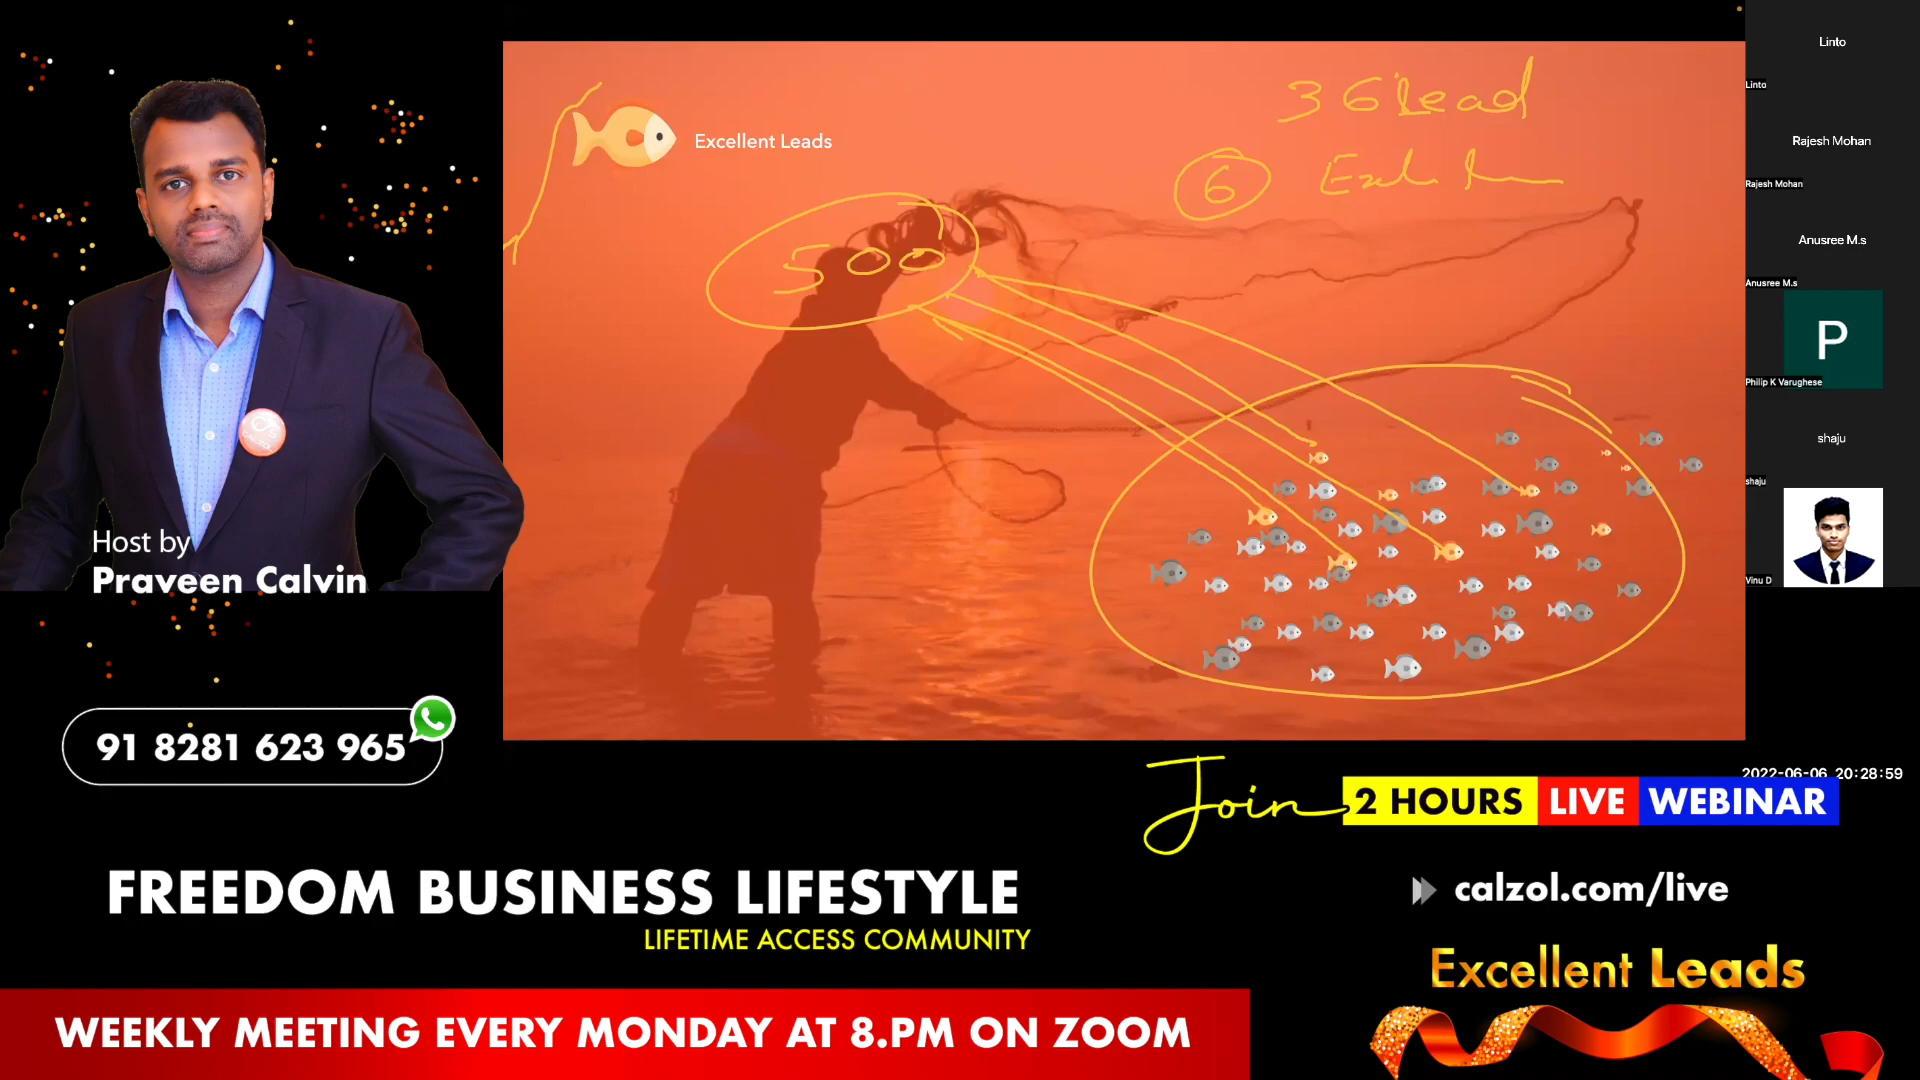 Host by
Praveen Calvin
91 8281 623 965
Excellent Leads
36 Lead
6
500
Linto
Linto
Rajesh Mohan
Rajesh Mohan
Anusree M.s
Anusree M.s
P
Philip K Varughese
shaju
shaju
Vinu D
2022-06-06 20:28:59
Join 2 HOURS LIVE WEBINAR
calzol.com/live
FREEDOM BUSINESS LIFESTYLE
LIFETIME ACCESS COMMUNITY
Excellent Leads
WEEKLY MEETING EVERY MONDAY AT 8.PM ON ZOOM